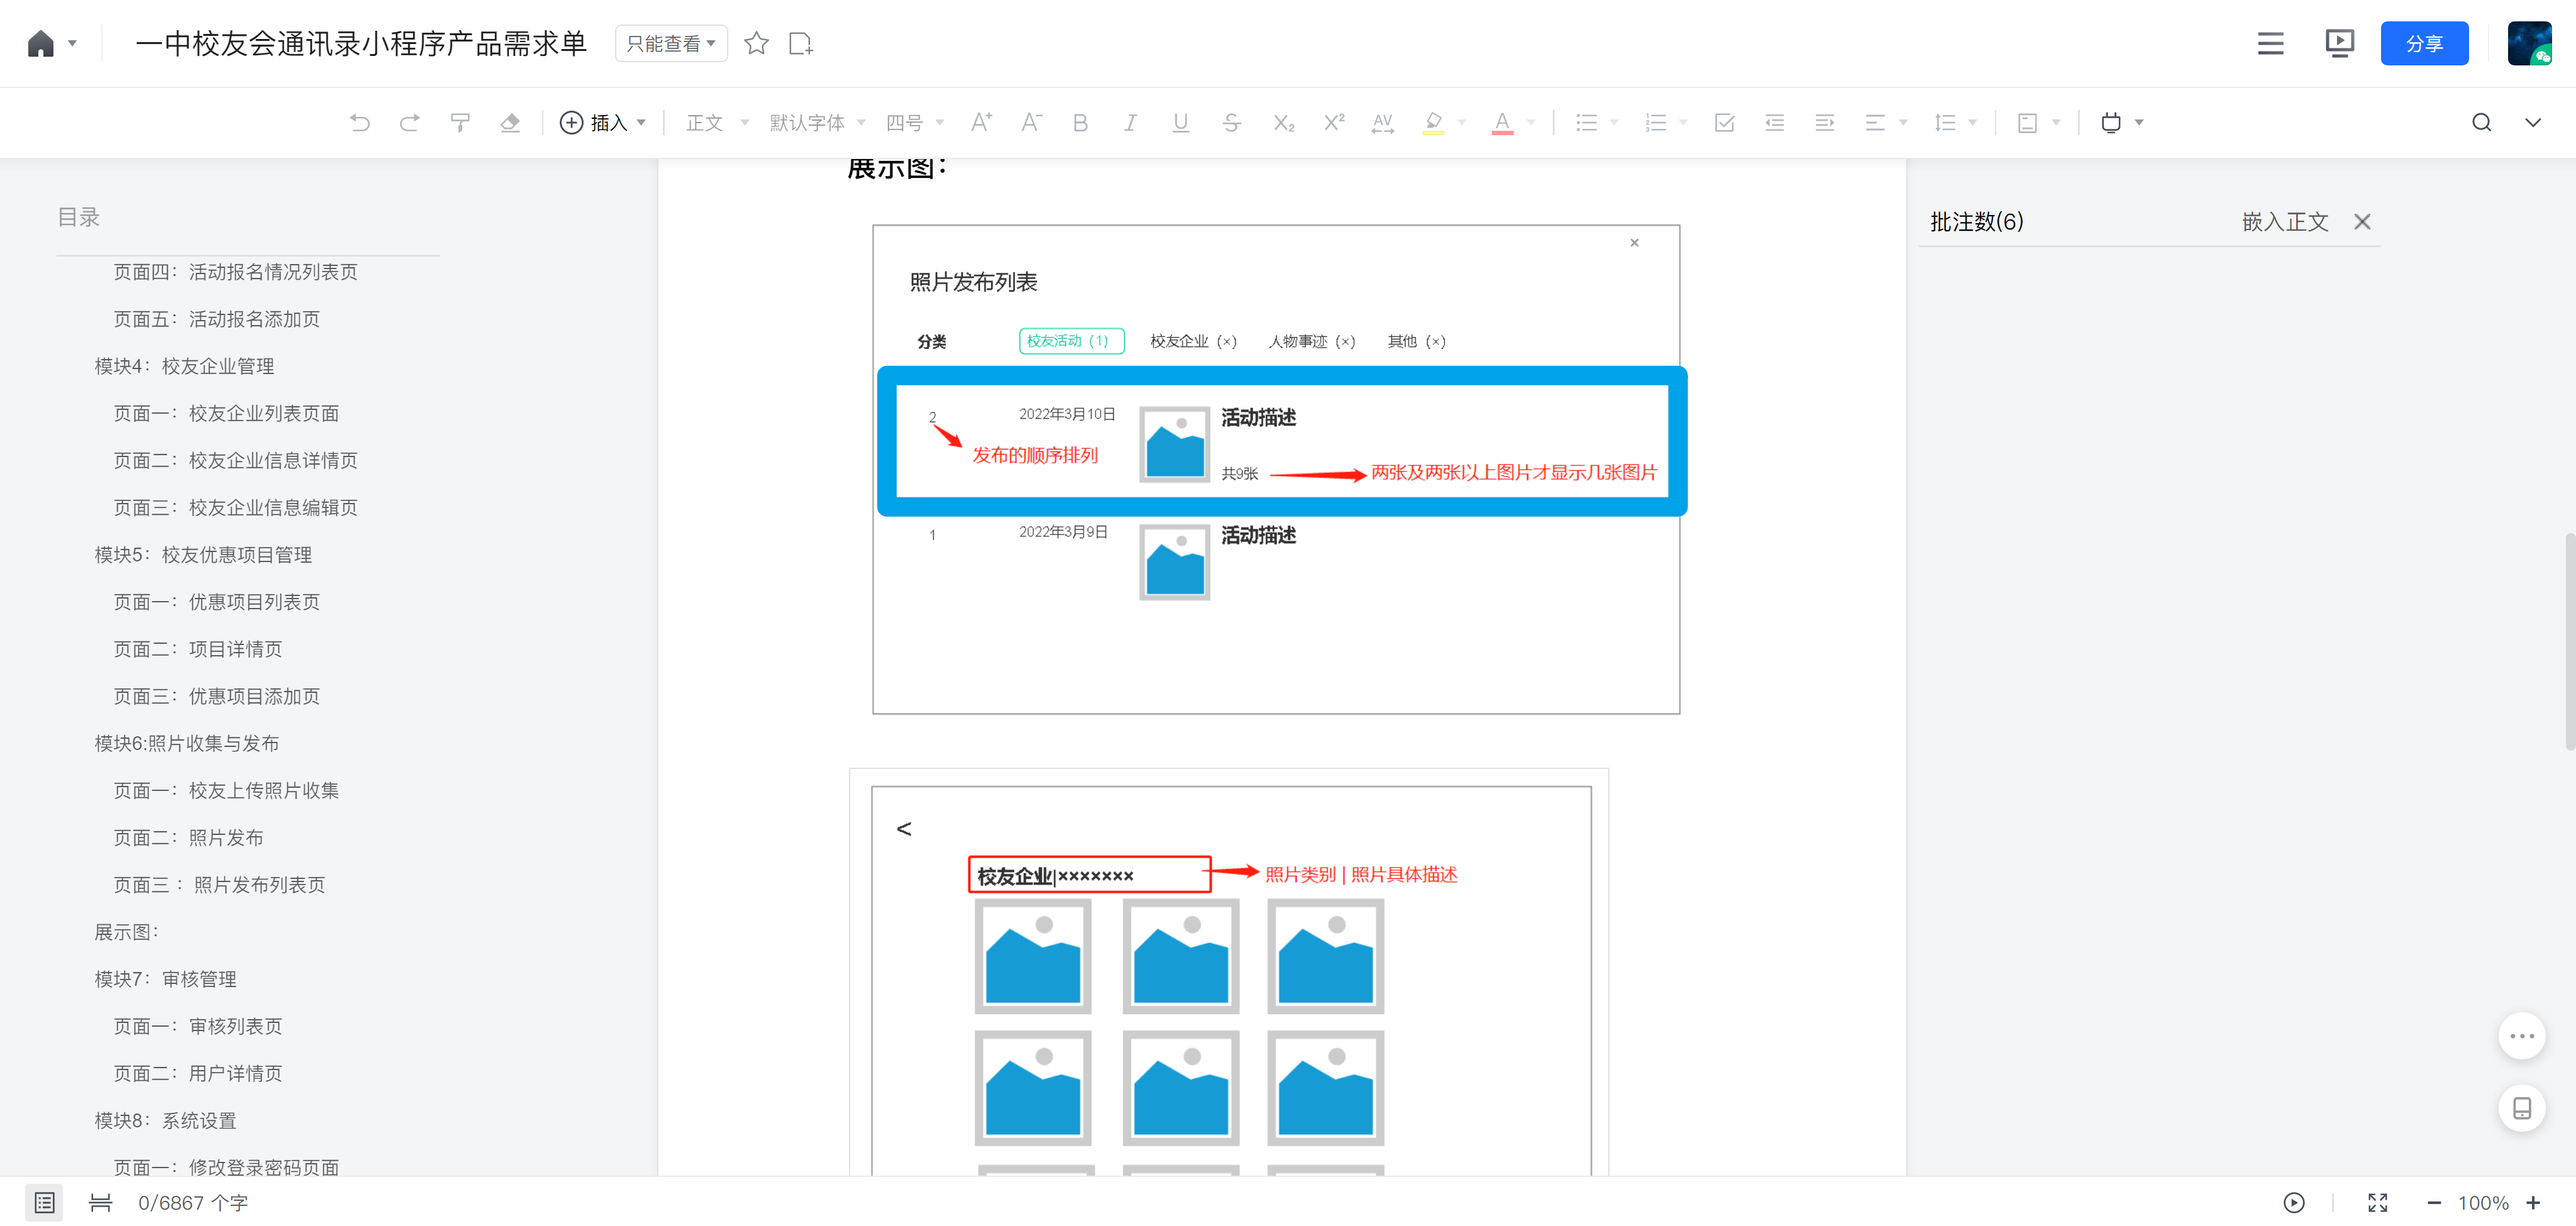 一中校友会通讯录小程序产品需求单
只能查看
分享
插入
正文
默认字体
四号
目录
页面四：活动报名情况列表页
页面五：活动报名添加页
模块4：校友企业管理
页面一：校友企业列表页面
页面二：校友企业信息详情页
页面三：校友企业信息编辑页
模块5：校友优惠项目管理
页面一：优惠项目列表页
页面二：项目详情页
页面三：优惠项目添加页
模块6:照片收集与发布
页面一：校友上传照片收集
页面二：照片发布
页面三 ：照片发布列表页
展示图：
模块7：审核管理
页面一：审核列表页
页面二：用户详情页
模块8：系统设置
页面一：修改登录密码页面
展示图：
照片发布列表
分类 校友活动（1） 校友企业（×） 人物事迹（×） 其他（×）
2 2022年3月10日 活动描述
发布的顺序排列
共9张 两张及两张以上图片才显示几张图片
1 2022年3月9日 活动描述
<
校友企业|××××××× 照片类别 | 照片具体描述
批注数(6) 嵌入正文
0/6867 个字
100%